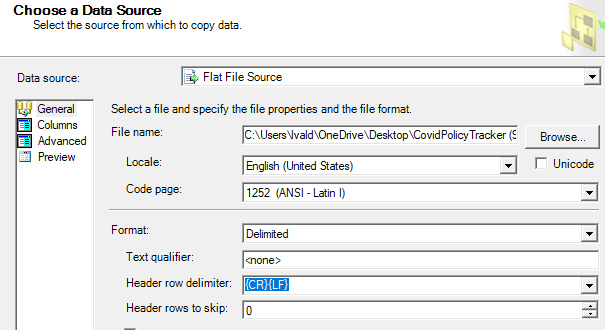 Choose a Data Source
Select the source from which to copy data.
Data source: Flat File Source
General
Columns
Advanced
Preview
Select a file and specify the file properties and the file format.
File name: C:\Users\lvald\OneDrive\Desktop\CovidPolicyTracker (S Browse...
Locale: English (United States) Unicode
Code page: 1252 (ANSI - Latin I)
Format: Delimited
Text qualifier: <none>
Header row delimiter: {CR}{LF}
Header rows to skip: 0